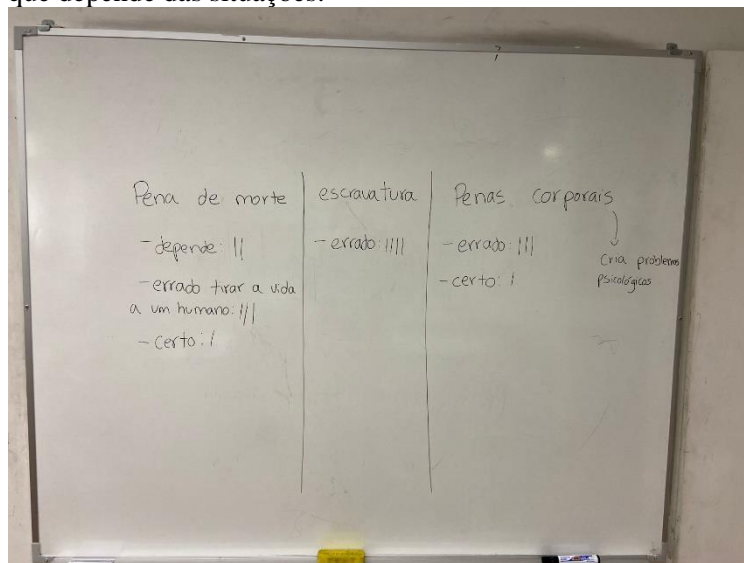 que depende das situações.
Pena de morte
- depende: ||
- errado tirar a vida
a um humano: |||
- certo: |
escravatura
- errado: ||||
Penas corporais
- errado: |||
- certo: |
Cria problemas
psicológicos